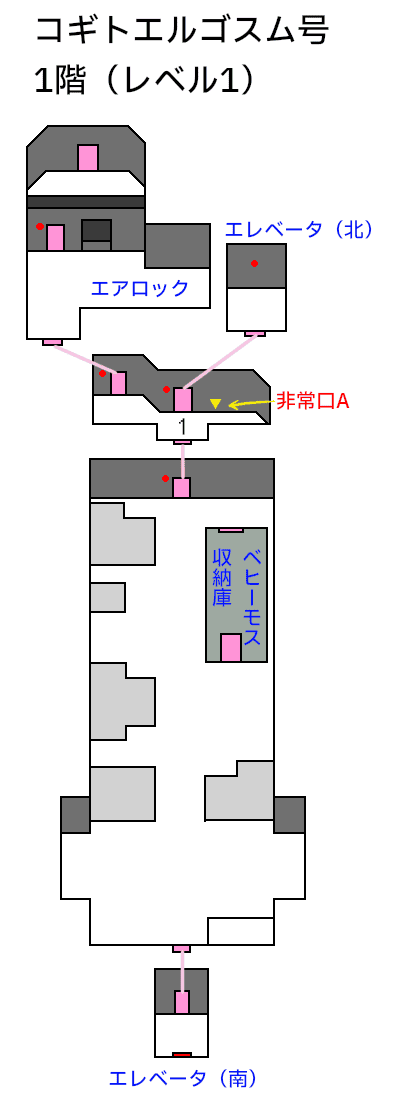 コギトエルゴスム号
1階（レベル1）
エレベータ（北）
エアロック
非常口A
1
ベヒーモス
収納庫
エレベータ（南）